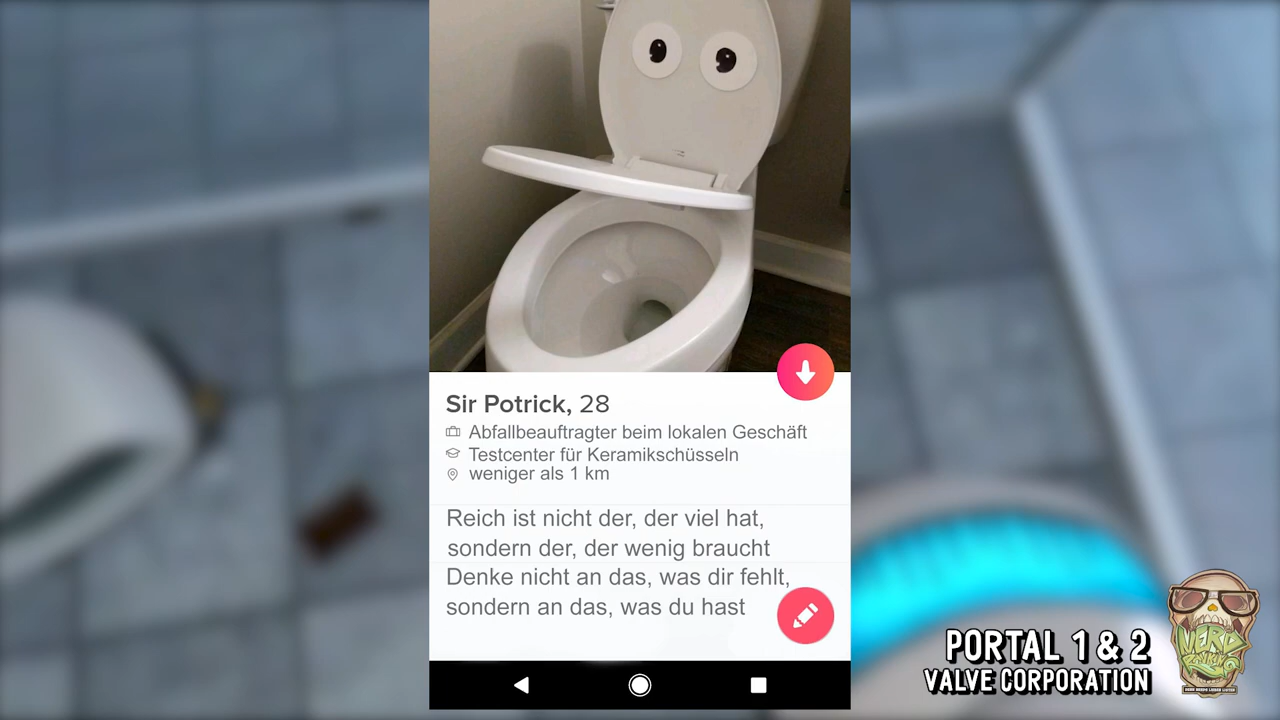 Sir Potrick, 28
Abfallbeauftragter beim lokalen Geschäft
Testcenter für Keramikschüsseln
weniger als 1 km
Reich ist nicht der, der viel hat,
sondern der, der wenig braucht
Denke nicht an das, was dir fehlt,
sondern an das, was du hast
PORTAL 1 & 2
VALVE CORPORATION
NERD